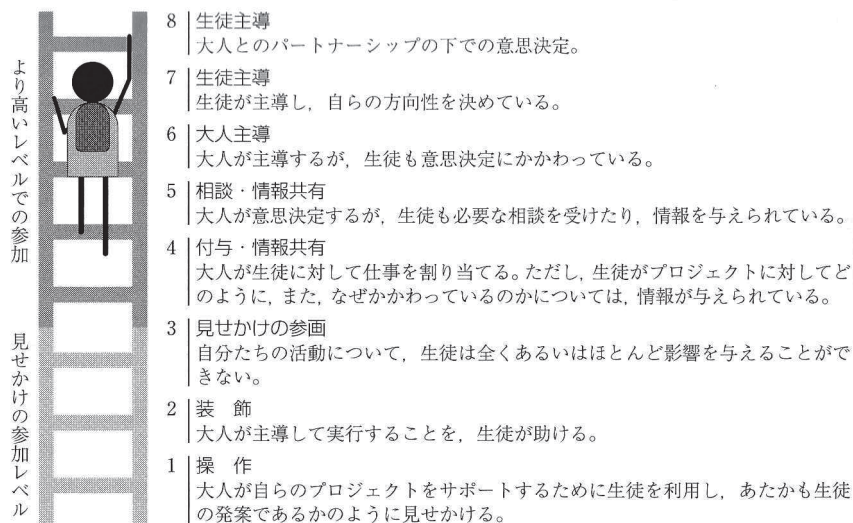 8 生徒主導
大人とのパートナーシップの下での意思決定。
7 生徒主導
生徒が主導し，自らの方向性を決めている。
6 大人主導
大人が主導するが，生徒も意思決定にかかわっている。
5 相談・情報共有
大人が意思決定するが，生徒も必要な相談を受けたり，情報を与えられている。
4 付与・情報共有
大人が生徒に対して仕事を割り当てる。ただし，生徒がプロジェクトに対してど
のように，また，なぜかかわっているのかについては，情報が与えられている。
3 見せかけの参画
自分たちの活動について，生徒は全くあるいはほとんど影響を与えることがで
きない。
2 装　飾
大人が主導して実行することを，生徒が助ける。
1 操　作
大人が自らのプロジェクトをサポートするために生徒を利用し，あたかも生徒
の発案であるかのように見せかける。
より高いレベルでの参加
見せかけの参加レベル